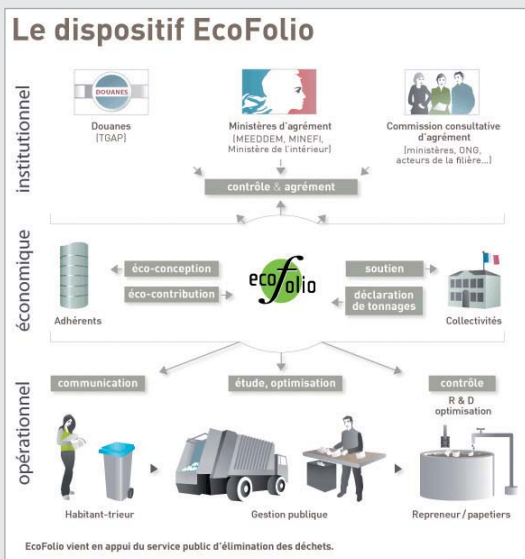 Le dispositif EcoFolio
institutionnel
DOUANES
Douanes
(TGAP)
Ministères d'agrément
(MEEDDEM, MINEFI,
Ministère de l'intérieur)
Commission consultative
d'agrément
(ministères, ONG,
acteurs de la filière...)
contrôle & agrément
économique
Adhérents
éco-conception
éco-contribution
ecofolio
soutien
déclaration
de tonnages
Collectivités
opérationnel
communication
étude, optimisation
contrôle
R & D
optimisation
Habitant-trieur
Gestion publique
Repreneur / papetiers
EcoFolio vient en appui du service public d'élimination des déchets.